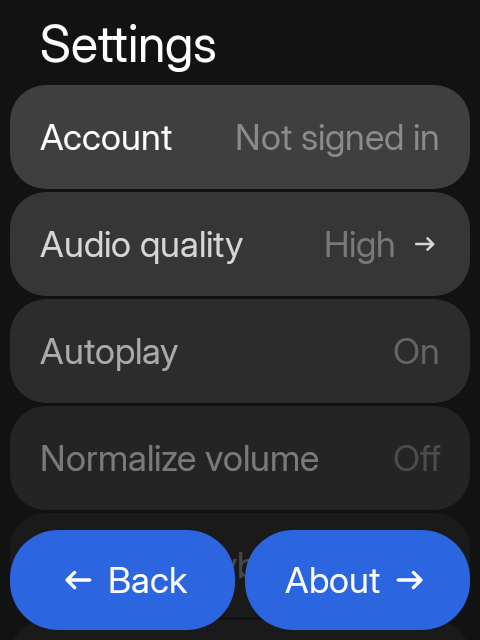 Settings
Account Not signed in
Audio quality High →
Autoplay On
Normalize volume Off
← Back About →